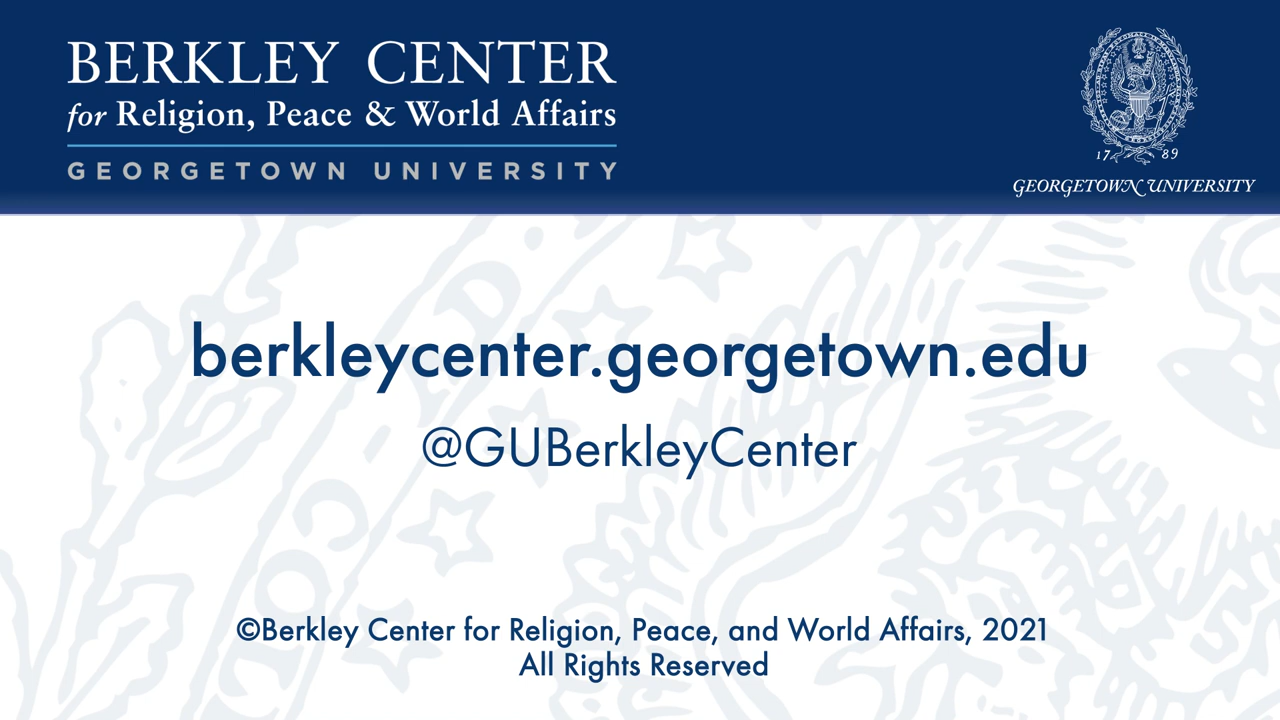 BERKLEY CENTER
for Religion, Peace & World Affairs
GEORGETOWN UNIVERSITY
17 89
GEORGETOWN UNIVERSITY
berkleycenter.georgetown.edu
@GUBerkleyCenter
©Berkley Center for Religion, Peace, and World Affairs, 2021
All Rights Reserved